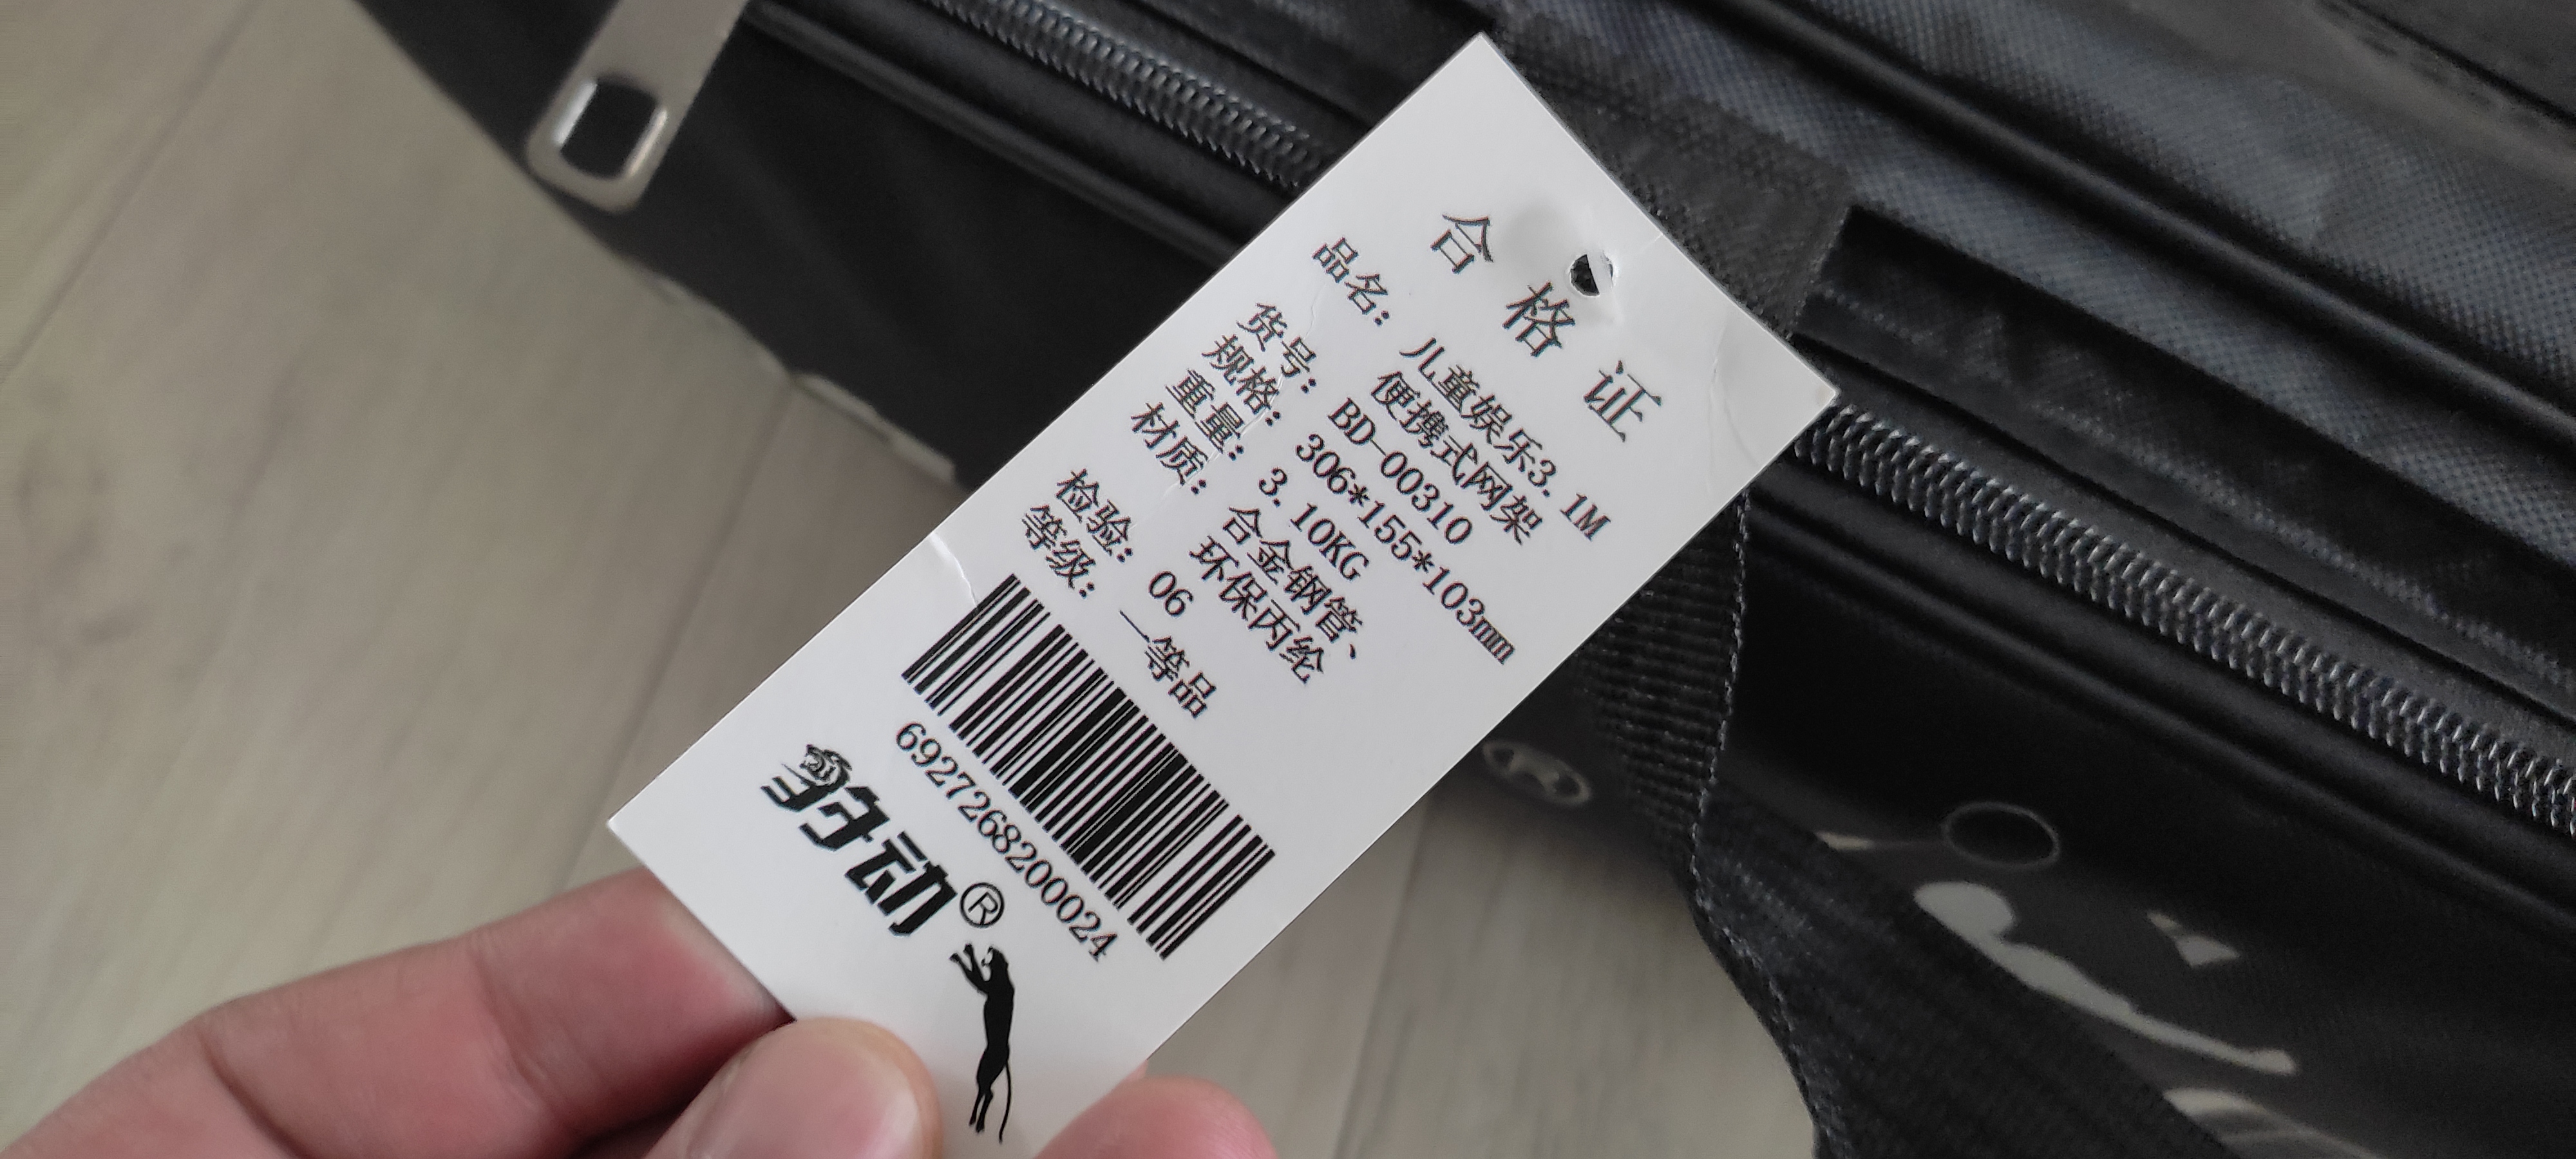 合格证
品名: 儿童娱乐3. 1M
便携式网架
货号: BD-00310
规格: 306*155*103mm
重量: 3. 10KG
材质: 合金钢管、
环保丙纶
检验: 06
等级: 一等品
6927268200024
豹动®